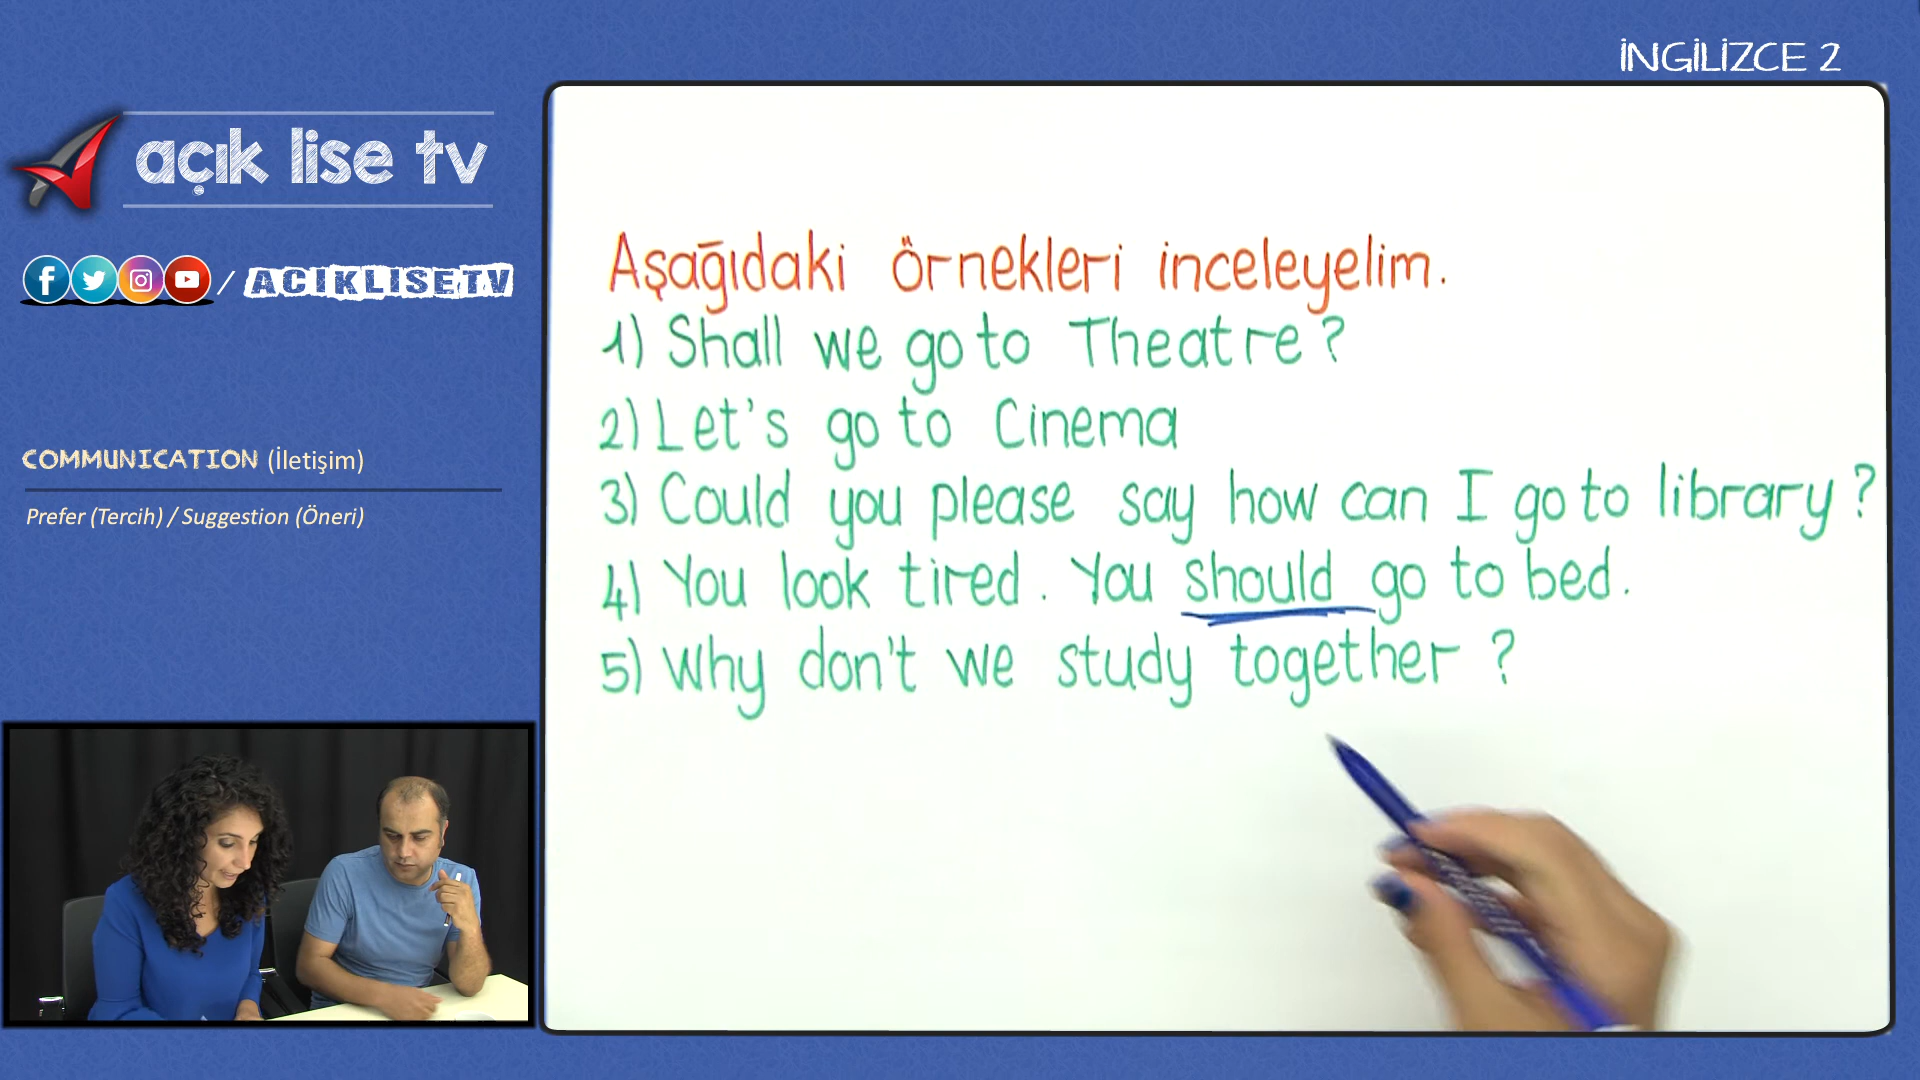 İNGİLİZCE 2
açık lise tv
/ ACIKLISETV
COMMUNICATION (İletişim)
Prefer (Tercih) / Suggestion (Öneri)
Aşağıdaki örnekleri inceleyelim.
1) Shall we go to Theatre?
2) Let's go to Cinema
3) Could you please say how can I go to library?
4) You look tired. You should go to bed.
5) Why don't we study together?